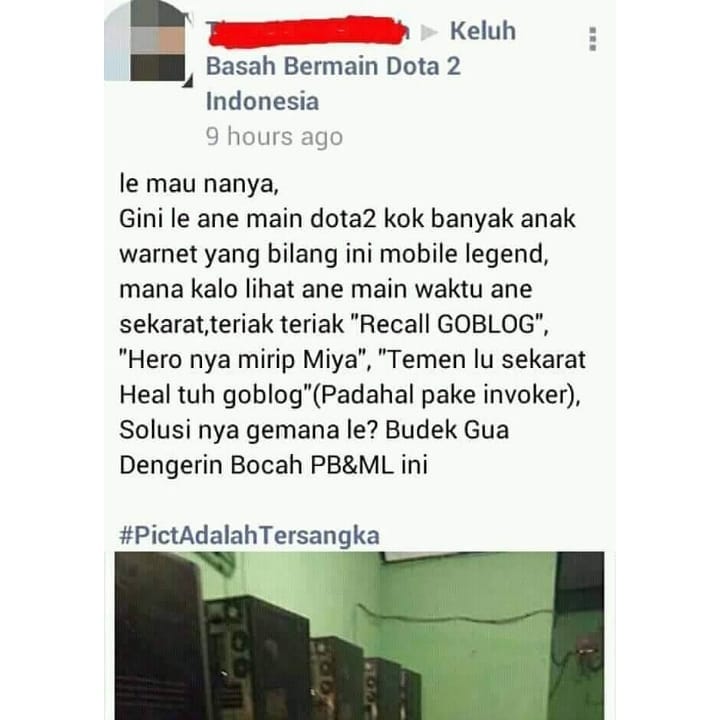 Keluh
Basah Bermain Dota 2
Indonesia
9 hours ago
le mau nanya,
Gini le ane main dota2 kok banyak anak
warnet yang bilang ini mobile legend,
mana kalo lihat ane main waktu ane
sekarat,teriak teriak "Recall GOBLOG",
"Hero nya mirip Miya", "Temen lu sekarat
Heal tuh goblog"(Padahal pake invoker),
Solusi nya gemana le? Budek Gua
Dengerin Bocah PB&ML ini
#PictAdalahTersangka